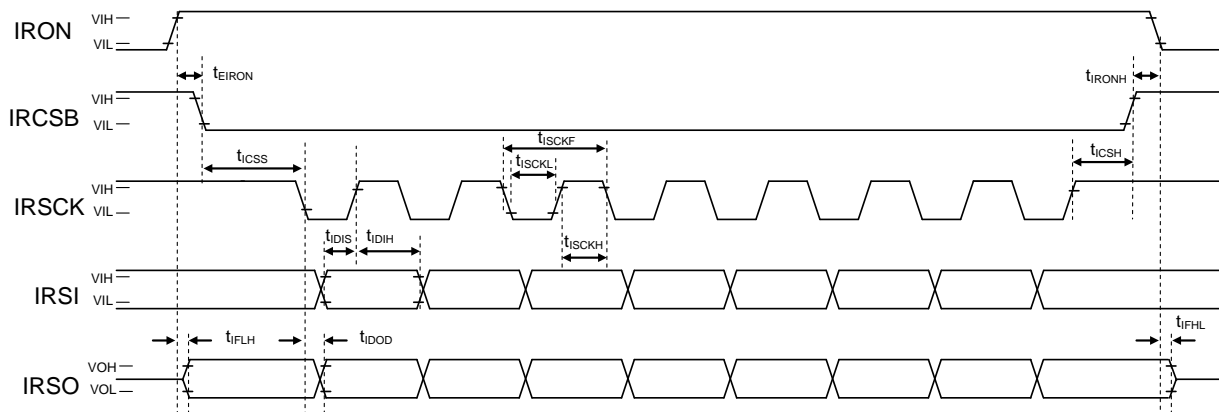 IRON
VIH
VIL
tEIRON
tIRONH
IRCSB
VIH
VIL
tICSS
tISCKF
tISCKL
tICSH
IRSCK
VIH
VIL
tIDIS
tIDIH
tISCKH
IRSI
VIH
VIL
tIFLH
tIDOD
tIFHL
IRSO
VOH
VOL